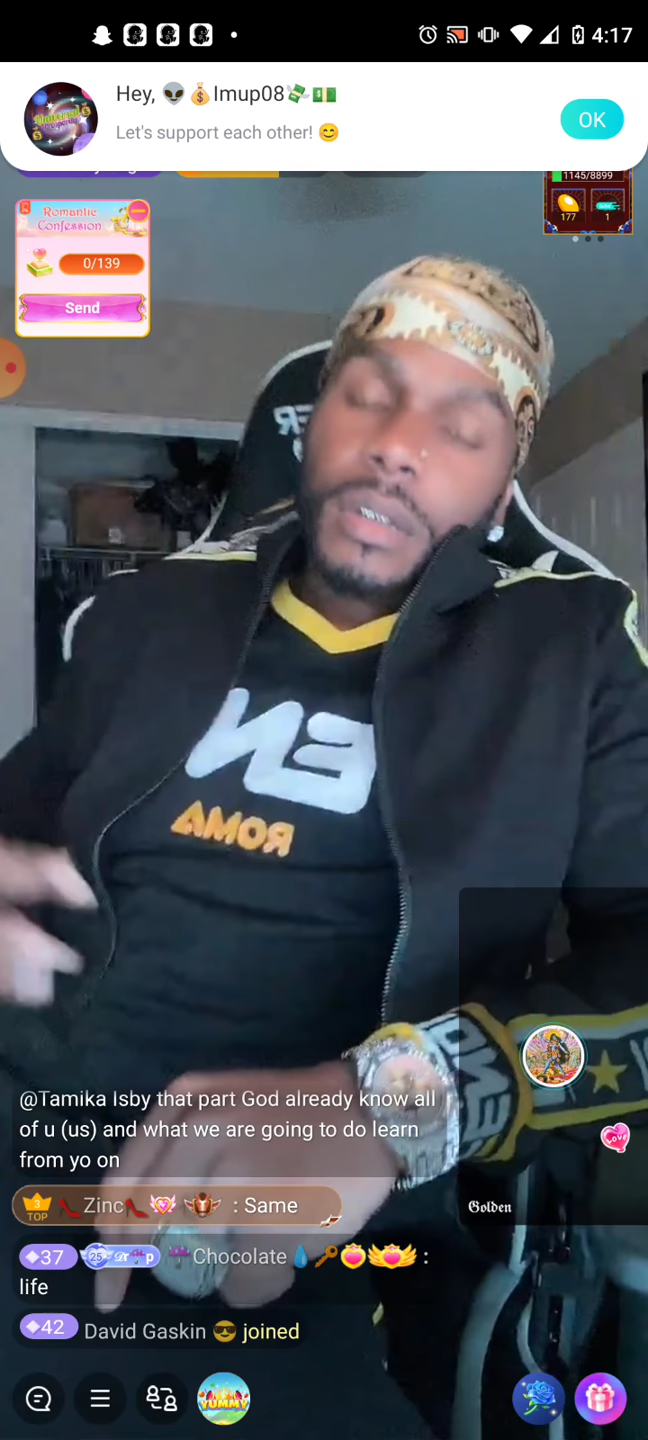 4:17
Hey, 👽💰Imup08💸💵
Let's support each other! 😊
OK
1145/8899
177
1
Romantic
Confession
0/139
Send
ROMA
@Tamika Isby that part God already know all
of u (us) and what we are going to do learn
from yo on
3
TOP
👠Zinc👠 : Same
Golden
37
25
Chocolate💧🗝 :
life
42 David Gaskin 😎 joined
YUMMY
LOVE